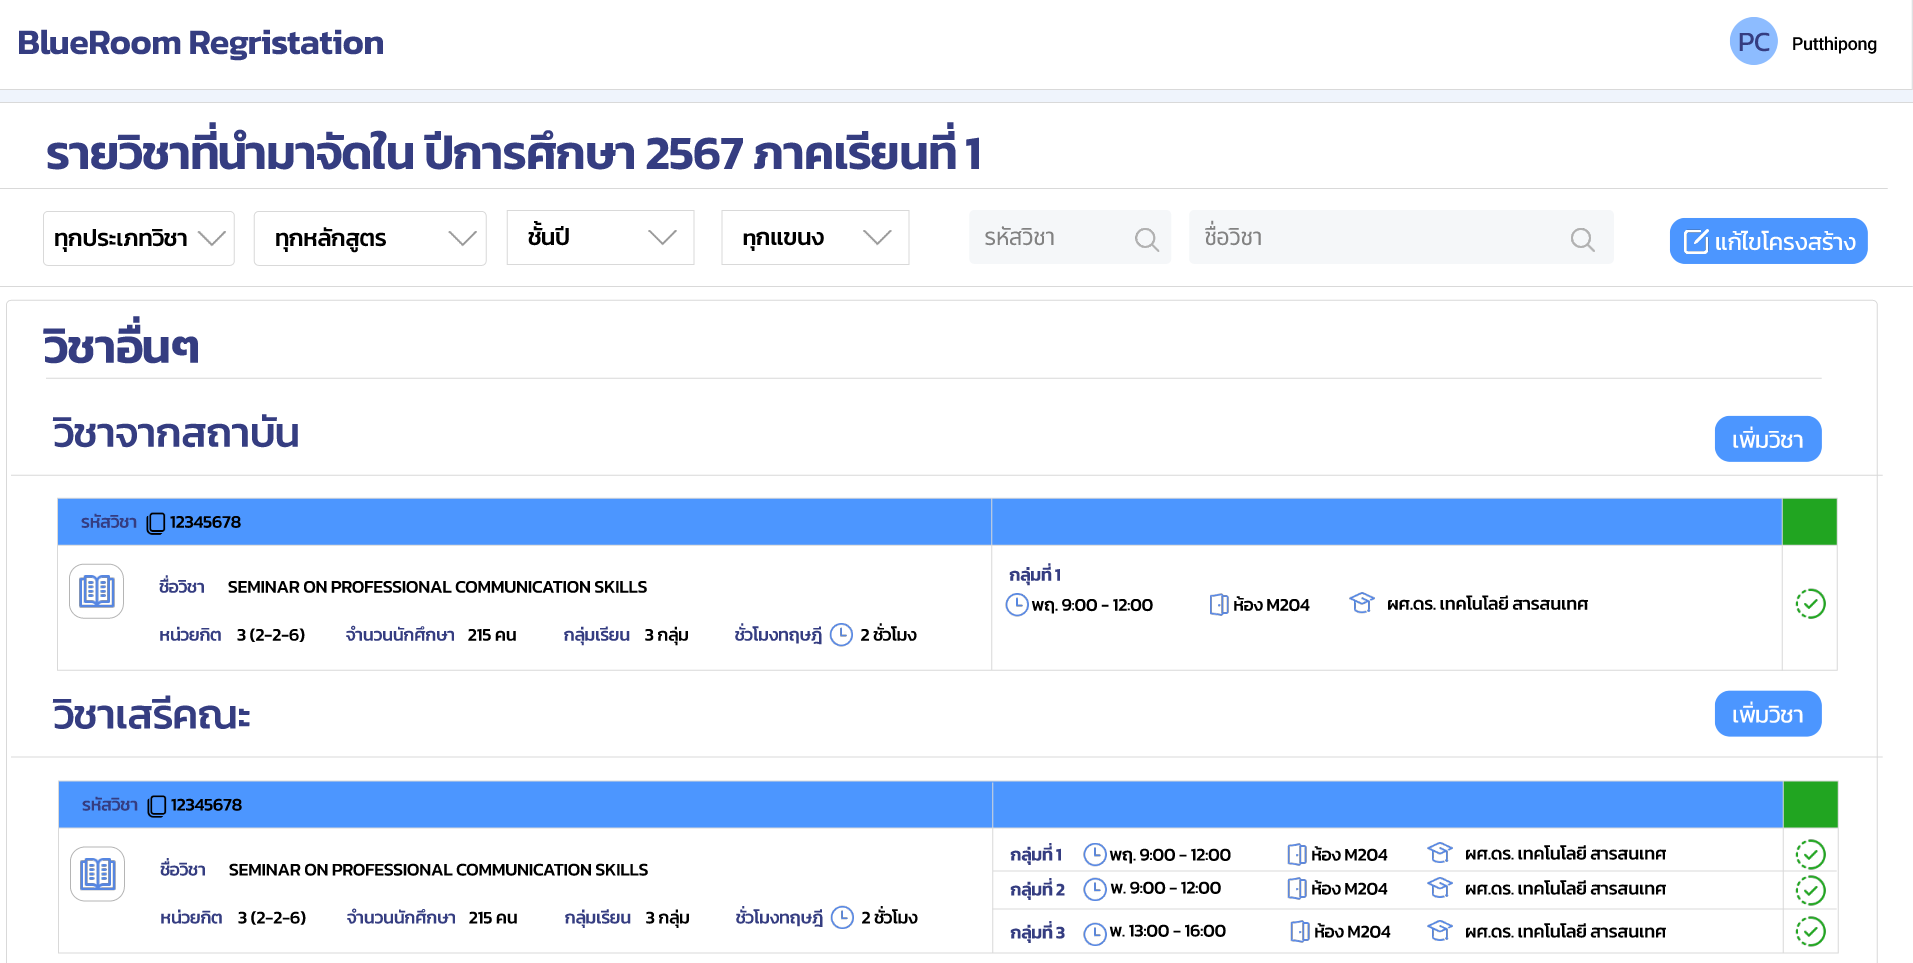 BlueRoom Regristation
PC Putthipong
รายวิชาที่นำมาจัดใน ปีการศึกษา 2567 ภาคเรียนที่ 1
ทุกประเภทวิชา ทุกหลักสูตร ชั้นปี ทุกแขนง รหัสวิชา ชื่อวิชา แก้ไขโครงสร้าง
วิชาอื่นๆ
วิชาจากสถาบัน เพิ่มวิชา
รหัสวิชา 12345678
ชื่อวิชา SEMINAR ON PROFESSIONAL COMMUNICATION SKILLS
หน่วยกิต 3 (2-2-6) จำนวนนักศึกษา 215 คน กลุ่มเรียน 3 กลุ่ม ชั่วโมงทฤษฎี 2 ชั่วโมง
กลุ่มที่ 1
พฤ. 9:00 - 12:00 ห้อง M204 ผศ.ดร. เทคโนโลยี สารสนเทศ
วิชาเสรีคณะ เพิ่มวิชา
รหัสวิชา 12345678
ชื่อวิชา SEMINAR ON PROFESSIONAL COMMUNICATION SKILLS
หน่วยกิต 3 (2-2-6) จำนวนนักศึกษา 215 คน กลุ่มเรียน 3 กลุ่ม ชั่วโมงทฤษฎี 2 ชั่วโมง
กลุ่มที่ 1 พฤ. 9:00 - 12:00 ห้อง M204 ผศ.ดร. เทคโนโลยี สารสนเทศ
กลุ่มที่ 2 พ. 9:00 - 12:00 ห้อง M204 ผศ.ดร. เทคโนโลยี สารสนเทศ
กลุ่มที่ 3 พ. 13:00 - 16:00 ห้อง M204 ผศ.ดร. เทคโนโลยี สารสนเทศ